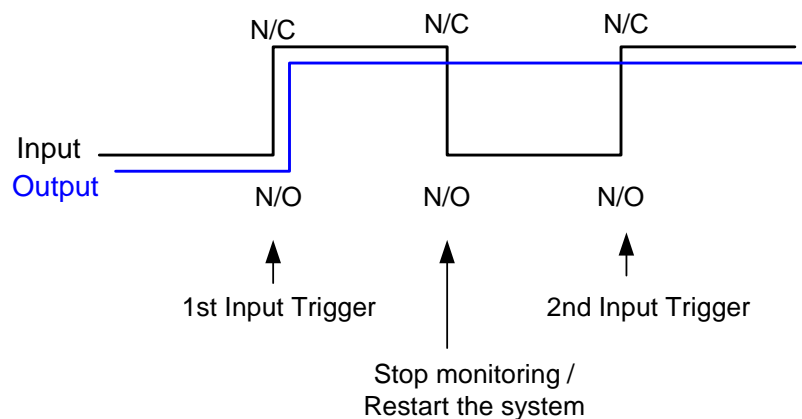 N/C
N/C
N/C
Input
Output
N/O
N/O
N/O
1st Input Trigger
2nd Input Trigger
Stop monitoring /
Restart the system